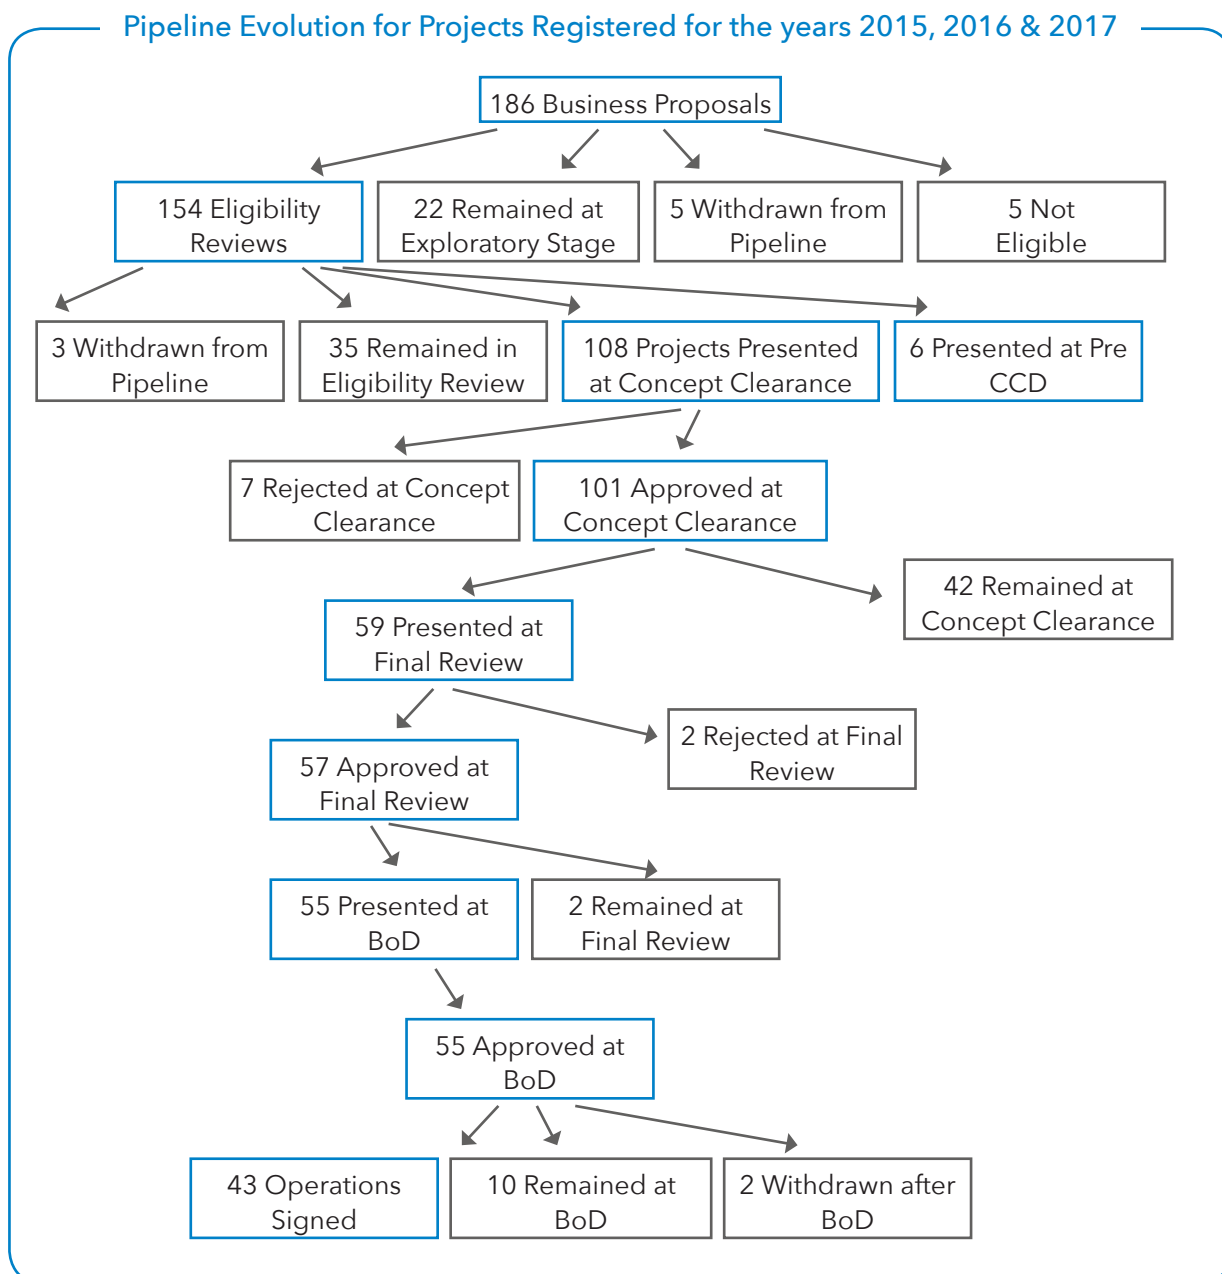 Pipeline Evolution for Projects Registered for the years 2015, 2016 & 2017
186 Business Proposals
154 Eligibility
Reviews
22 Remained at
Exploratory Stage
5 Withdrawn from
Pipeline
5 Not
Eligible
3 Withdrawn from
Pipeline
35 Remained in
Eligibility Review
108 Projects Presented
at Concept Clearance
6 Presented at Pre
CCD
7 Rejected at Concept
Clearance
101 Approved at
Concept Clearance
42 Remained at
Concept Clearance
59 Presented at
Final Review
2 Rejected at Final
Review
57 Approved at
Final Review
55 Presented at
BoD
2 Remained at
Final Review
55 Approved at
BoD
43 Operations
Signed
10 Remained at
BoD
2 Withdrawn after
BoD